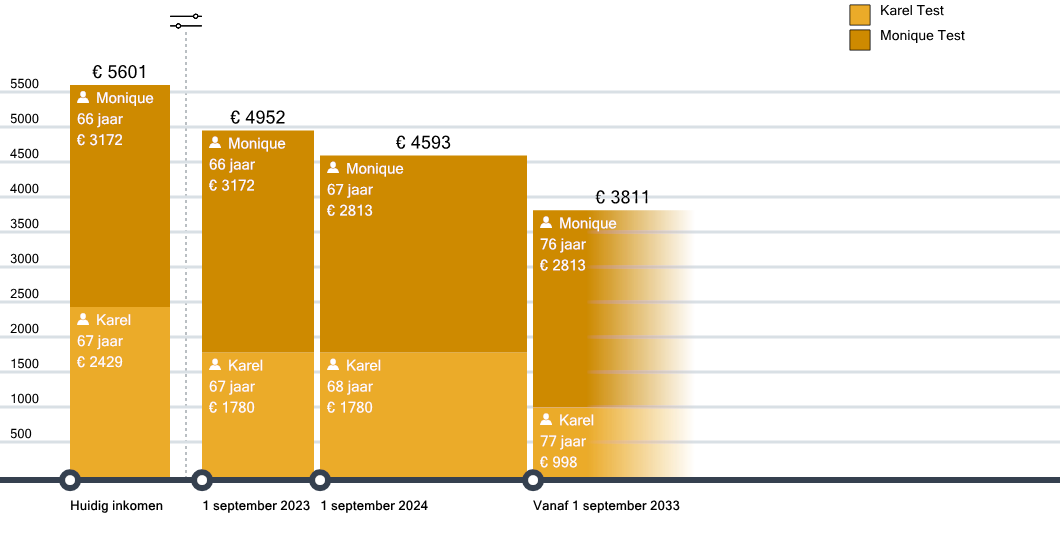 Karel Test
Monique Test
5500
5000
4500
4000
3500
3000
2500
2000
1500
1000
500
€ 5601
Monique
66 jaar
€ 3172
Karel
67 jaar
€ 2429
€ 4952
Monique
66 jaar
€ 3172
Karel
67 jaar
€ 1780
€ 4593
Monique
67 jaar
€ 2813
Karel
68 jaar
€ 1780
€ 3811
Monique
76 jaar
€ 2813
Karel
77 jaar
€ 998
Huidig inkomen
1 september 2023
1 september 2024
Vanaf 1 september 2033